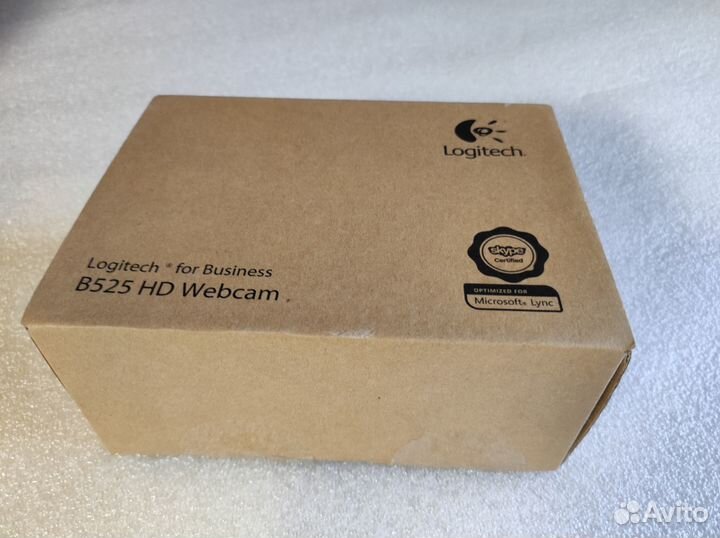 Logitech
skype
Certified
OPTIMIZED FOR
Microsoft® Lync
Logitech ® for Business
B525 HD Webcam
Avito